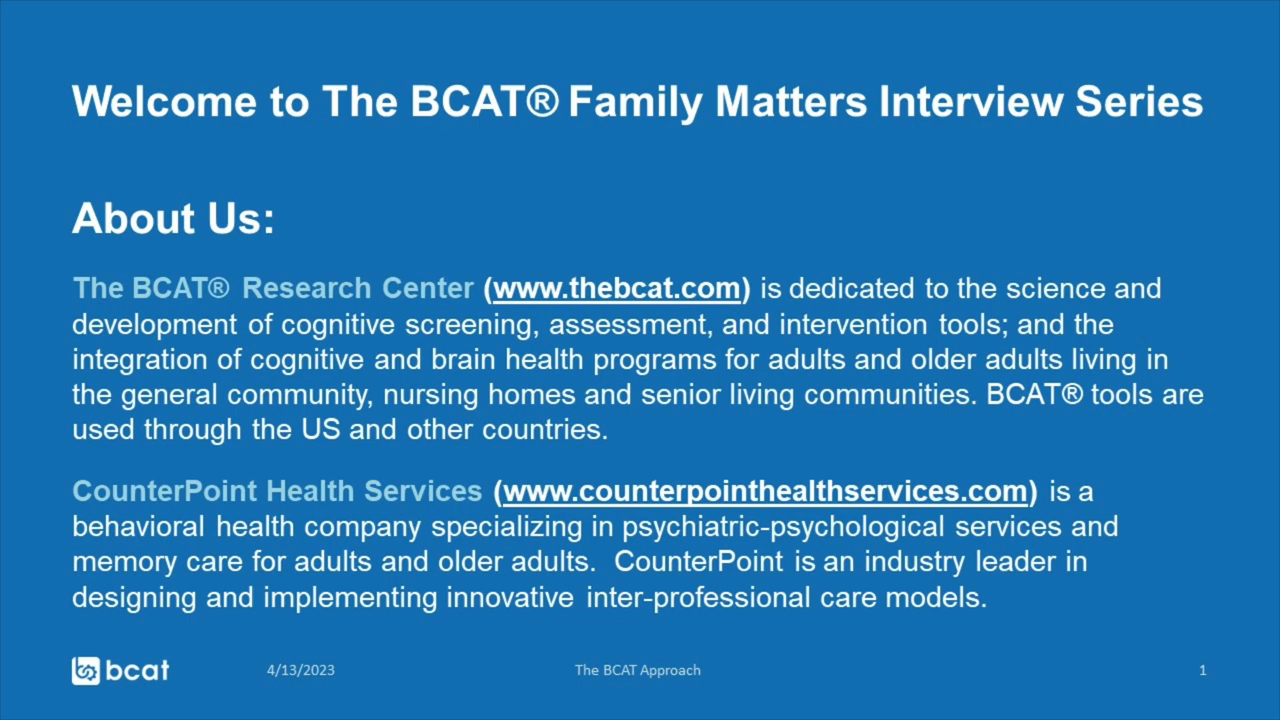 Welcome to The BCAT® Family Matters Interview Series
About Us:
The BCAT® Research Center (www.thebcat.com) is dedicated to the science and
development of cognitive screening, assessment, and intervention tools; and the
integration of cognitive and brain health programs for adults and older adults living in
the general community, nursing homes and senior living communities. BCAT® tools are
used through the US and other countries.
CounterPoint Health Services (www.counterpointhealthservices.com) is a
behavioral health company specializing in psychiatric-psychological services and
memory care for adults and older adults.  CounterPoint is an industry leader in
designing and implementing innovative inter-professional care models.
bcat 4/13/2023 The BCAT Approach 1